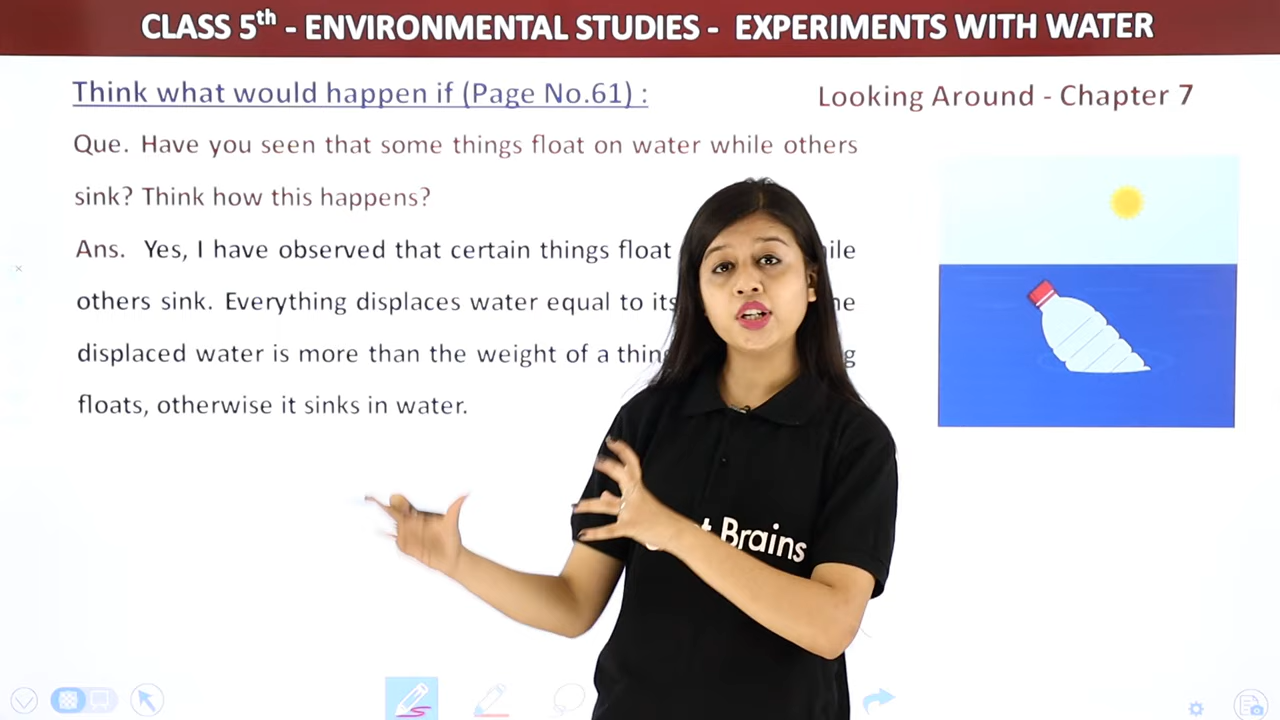 CLASS 5th - ENVIRONMENTAL STUDIES - EXPERIMENTS WITH WATER
Think what would happen if (Page No.61) :
Looking Around - Chapter 7
Que. Have you seen that some things float on water while others
sink? Think how this happens?
Ans. Yes, I have observed that certain things float
others sink. Everything displaces water equal to its
displaced water is more than the weight of a
floats, otherwise it sinks in water.
Brains